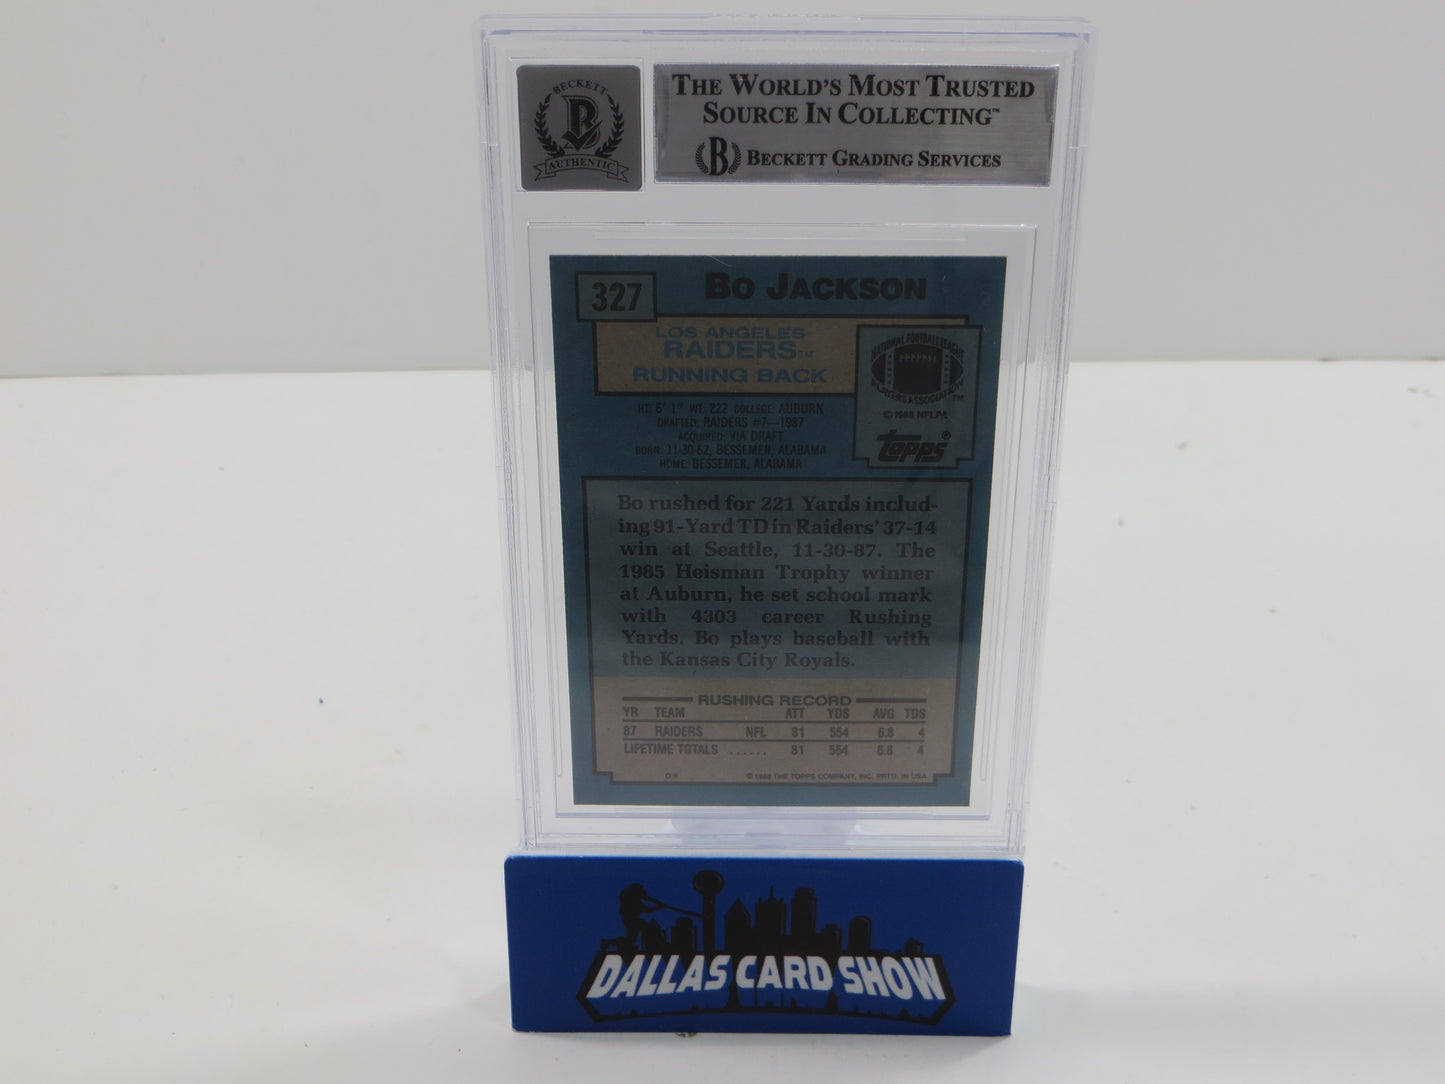 BECKETT
B
AUTHENTIC
THE WORLD'S MOST TRUSTED
SOURCE IN COLLECTING™
B BECKETT GRADING SERVICES
327
BO JACKSON
LOS ANGELES
RAIDERS™
RUNNING BACK
NATIONAL FOOTBALL LEAGUE
PLAYERS ASSOCIATION™
©1988 NFLPA
topps®
HT: 6' 1" WT: 222 COLLEGE: AUBURN
DRAFTED: RAIDERS #7—1987
ACQUIRED: VIA DRAFT
BORN: 11-30-62, BESSEMER, ALABAMA
HOME: BESSEMER, ALABAMA
Bo rushed for 221 Yards includ-
ing 91-Yard TD in Raiders' 37-14
win at Seattle, 11-30-87. The
1985 Heisman Trophy winner
at Auburn, he set school mark
with 4303 career Rushing
Yards. Bo plays baseball with
the Kansas City Royals.
RUSHING RECORD
YR TEAM ATT YDS AVG TDS
87 RAIDERS NFL 81 554 6.8 4
LIFETIME TOTALS ...... 81 554 6.8 4
D* ©1988 THE TOPPS COMPANY, INC. PRTD. IN USA
DALLAS CARD SHOW